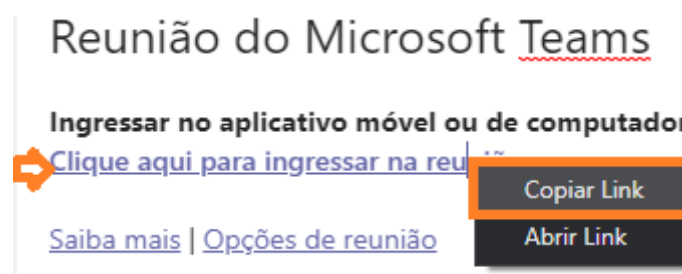 Reunião do Microsoft Teams
Ingressar no aplicativo móvel ou de computador
Clique aqui para ingressar na
Copiar Link
Saiba mais | Opções de reunião
Abrir Link